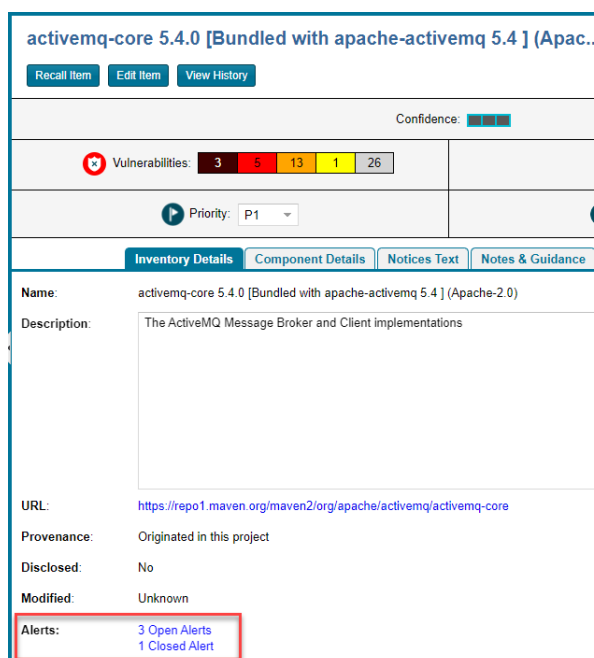 activemq-core 5.4.0 [Bundled with apache-activemq 5.4 ] (Apac...
Recall Item Edit Item View History
Confidence:
Vulnerabilities: 3 5 13 1 26
Priority: P1
Inventory Details Component Details Notices Text Notes & Guidance
Name: activemq-core 5.4.0 [Bundled with apache-activemq 5.4 ] (Apache-2.0)
Description: The ActiveMQ Message Broker and Client implementations
URL: https://repo1.maven.org/maven2/org/apache/activemq/activemq-core
Provenance: Originated in this project
Disclosed: No
Modified: Unknown
Alerts: 3 Open Alerts
1 Closed Alert